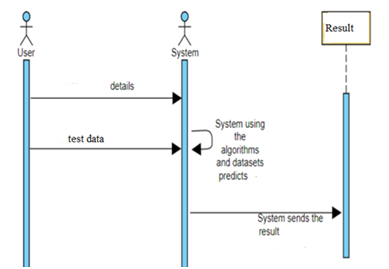 Result
User
System
details
test data
System using
the
algorithms
and datasets
predicts
System sends the
result